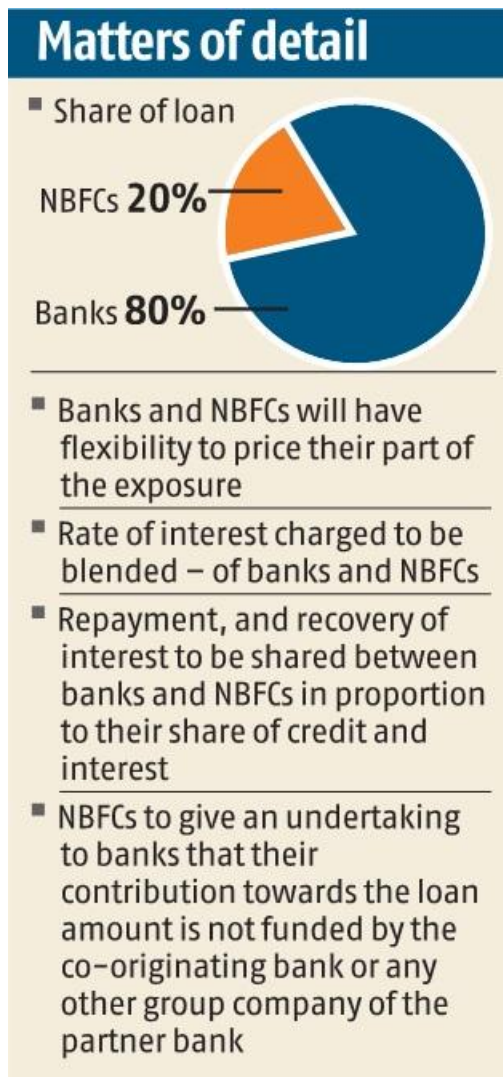 Matters of detail
■ Share of loan
NBFCs 20%
Banks 80%
■ Banks and NBFCs will have
flexibility to price their part of
the exposure
■ Rate of interest charged to be
blended – of banks and NBFCs
■ Repayment, and recovery of
interest to be shared between
banks and NBFCs in proportion
to their share of credit and
interest
■ NBFCs to give an undertaking
to banks that their
contribution towards the loan
amount is not funded by the
co-originating bank or any
other group company of the
partner bank